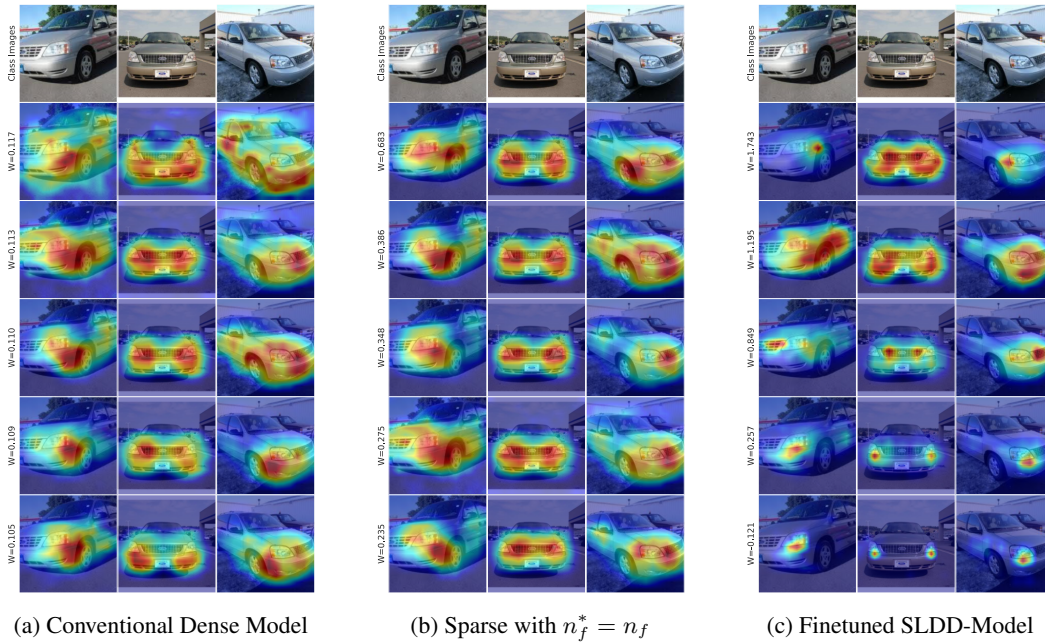 Class Images
W=0,117
W=0,113
W=0,110
W=0,109
W=0,105
(a) Conventional Dense Model
Class Images
W=0,683
W=0,386
W=0,348
W=0,275
W=0,235
(b) Sparse with $n_f^* = n_f$
Class Images
W=1,743
W=1,195
W=0,849
W=0,257
W=-0,121
(c) Finetuned SLDD-Model